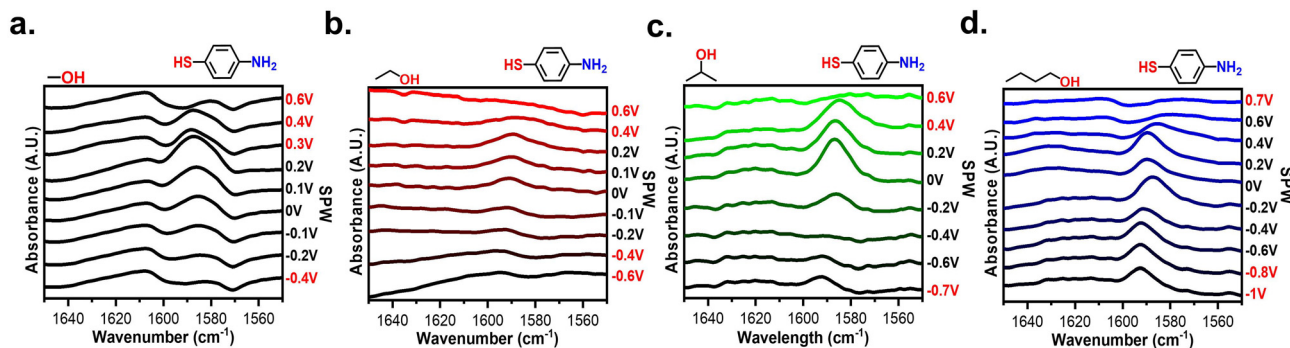 a.
OH
HS
NH₂
0.6V
0.4V
0.3V
0.2V
0.1V
0V
-0.1V
-0.2V
-0.4V
SPW
Absorbance (A.U.)
1640 1620 1600 1580 1560
Wavenumber (cm⁻¹)
b.
OH
HS
NH₂
0.6V
0.4V
0.2V
0.1V
0V
-0.1V
-0.2V
-0.4V
-0.6V
SPW
Absorbance (A.U.)
1640 1620 1600 1580 1560
Wavenumber (cm⁻¹)
c.
OH
HS
NH₂
0.6V
0.4V
0.2V
0V
-0.2V
-0.4V
-0.6V
-0.7V
SPW
Absorbance (A.U.)
1640 1620 1600 1580 1560
Wavelength (cm⁻¹)
d.
OH
HS
NH₂
0.7V
0.6V
0.4V
0.2V
0V
-0.2V
-0.4V
-0.6V
-0.8V
-1V
SPW
Absorbance (A.U.)
1640 1620 1600 1580 1560
Wavenumber (cm⁻¹)